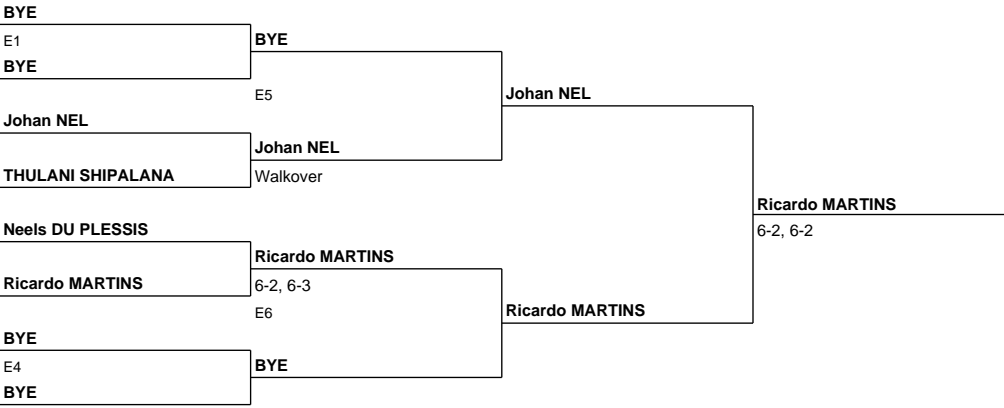 BYE
E1
BYE
BYE
E5
Johan NEL
Johan NEL
Johan NEL
THULANI SHIPALANA
Walkover
Ricardo MARTINS
Neels DU PLESSIS
6-2, 6-2
Ricardo MARTINS
Ricardo MARTINS
6-2, 6-3
E6
Ricardo MARTINS
BYE
E4
BYE
BYE